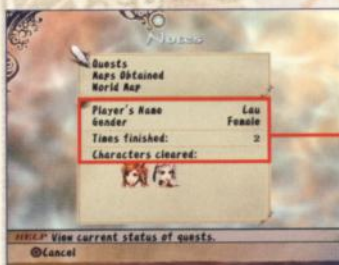 Notes
Quests
Maps Obtained
World Map
Player's Name Lau
Gender Female
Times finished: 2
Characters cleared:
HELP View current status of quests.
Cancel